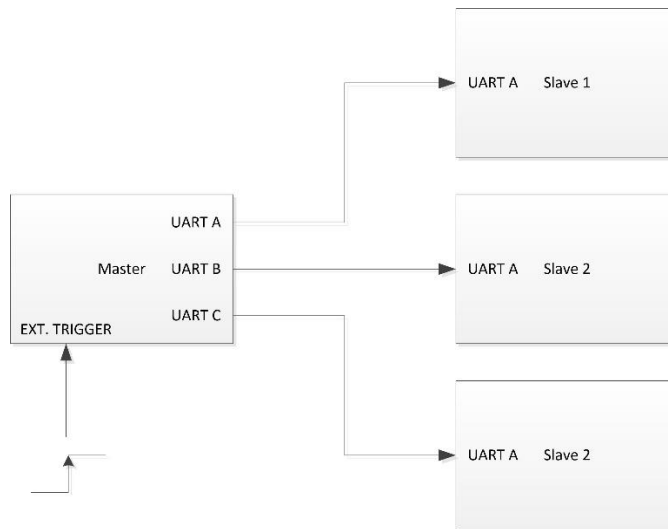 UART A Slave 1
UART A
Master UART B
UART C
EXT. TRIGGER
UART A Slave 2
UART A Slave 2